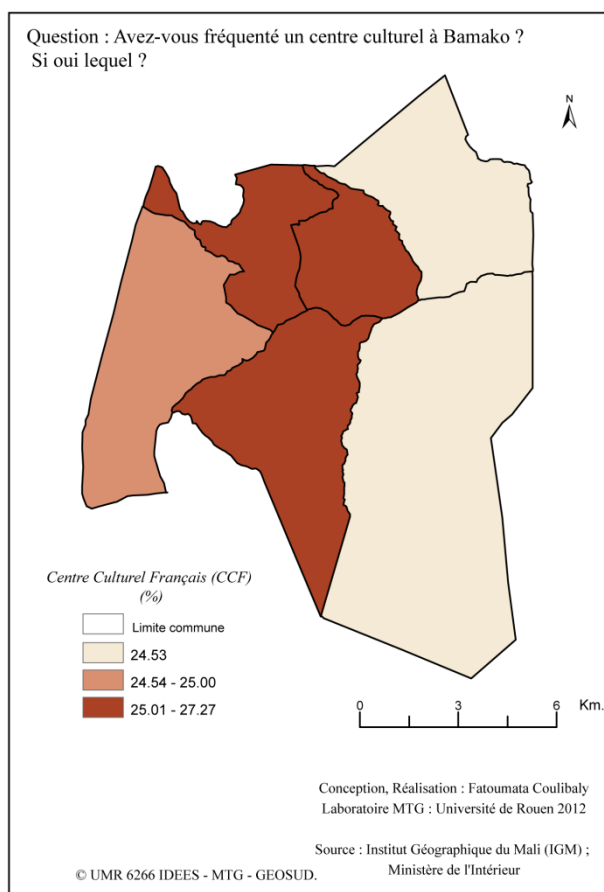 Question : Avez-vous fréquenté un centre culturel à Bamako ?
Si oui lequel ?
N
Centre Culturel Français (CCF)
(%)
Limite commune
24.53
24.54 - 25.00
25.01 - 27.27
0 3 6 Km.
Conception, Réalisation : Fatoumata Coulibaly
Laboratoire MTG : Université de Rouen 2012
Source : Institut Géographique du Mali (IGM) ;
Ministère de l'Intérieur
© UMR 6266 IDEES - MTG - GEOSUD.